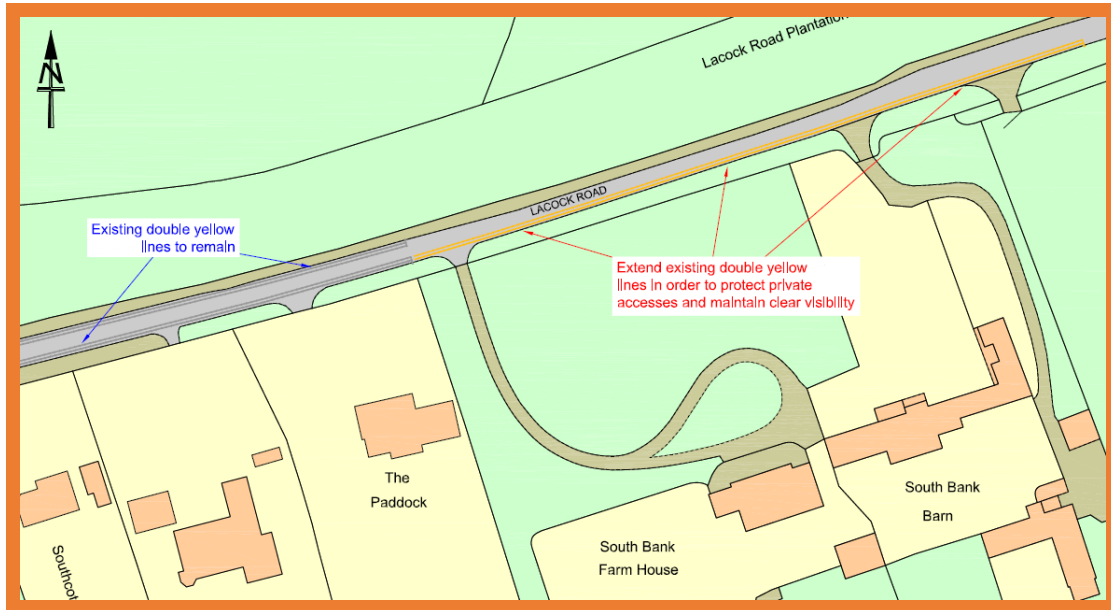 N
Lacock Road Plantation
LACOCK ROAD
Existing double yellow
lines to remain
Extend existing double yellow
lines in order to protect private
accesses and maintain clear visibility
The
Paddock
South Bank
Barn
South Bank
Farm House
Southcot